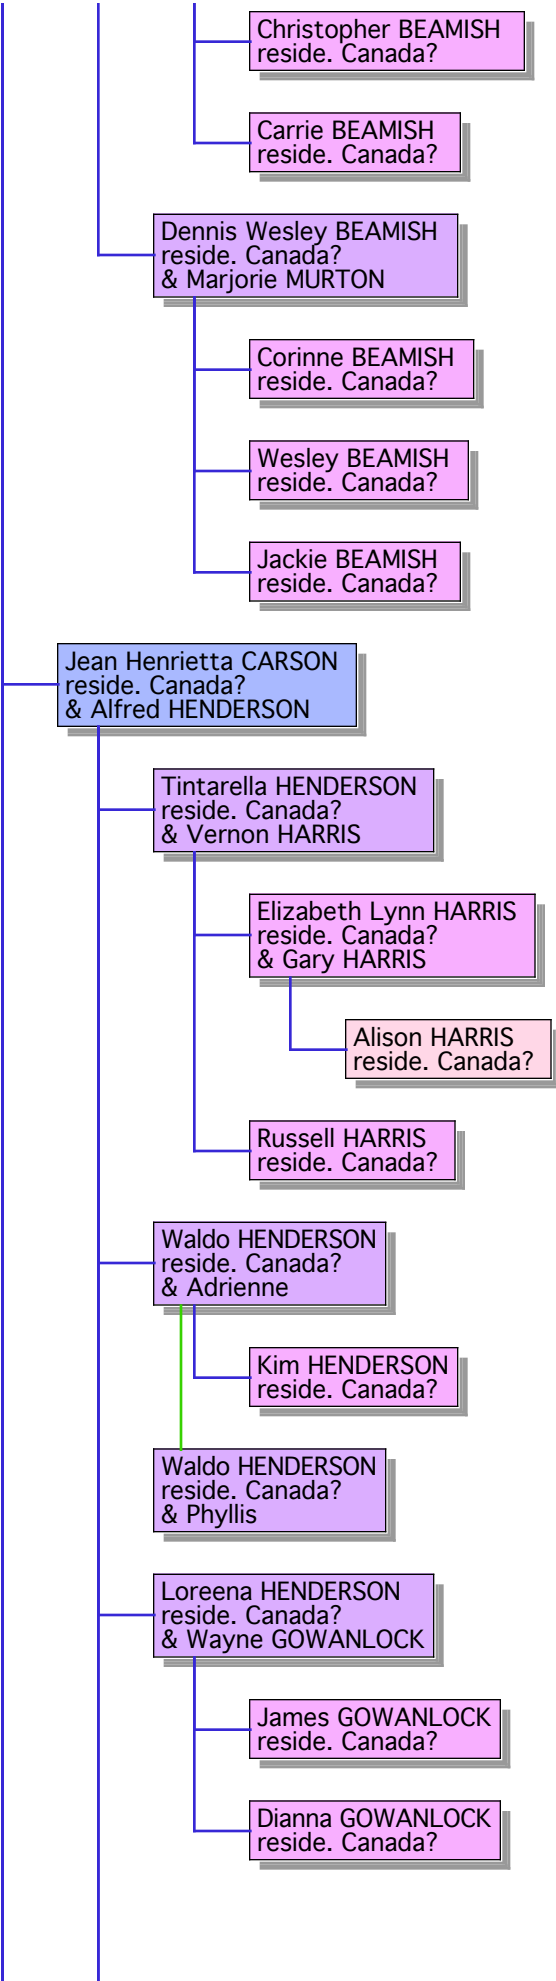 Christopher BEAMISH
reside. Canada?
Carrie BEAMISH
reside. Canada?
Dennis Wesley BEAMISH
reside. Canada?
& Marjorie MURTON
Corinne BEAMISH
reside. Canada?
Wesley BEAMISH
reside. Canada?
Jackie BEAMISH
reside. Canada?
Jean Henrietta CARSON
reside. Canada?
& Alfred HENDERSON
Tintarella HENDERSON
reside. Canada?
& Vernon HARRIS
Elizabeth Lynn HARRIS
reside. Canada?
& Gary HARRIS
Alison HARRIS
reside. Canada?
Russell HARRIS
reside. Canada?
Waldo HENDERSON
reside. Canada?
& Adrienne
Kim HENDERSON
reside. Canada?
Waldo HENDERSON
reside. Canada?
& Phyllis
Loreena HENDERSON
reside. Canada?
& Wayne GOWANLOCK
James GOWANLOCK
reside. Canada?
Dianna GOWANLOCK
reside. Canada?